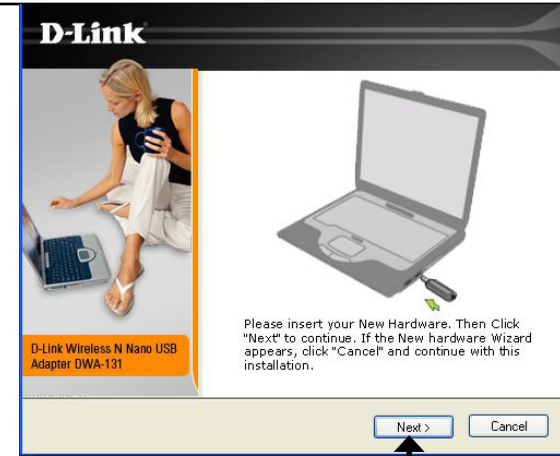 D-Link
Please insert your New Hardware. Then Click
"Next" to continue. If the New hardware Wizard
appears, click "Cancel" and continue with this
installation.
D-Link Wireless N Nano USB
Adapter DWA-131
Next >
Cancel